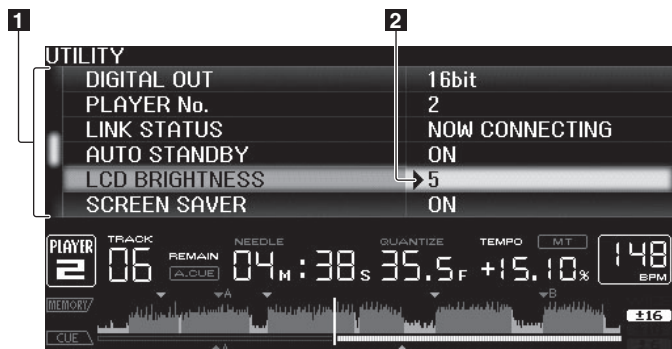 1 2
UTILITY
DIGITAL OUT 16bit
PLAYER No. 2
LINK STATUS NOW CONNECTING
AUTO STANDBY ON
LCD BRIGHTNESS 5
SCREEN SAVER ON
PLAYER TRACK REMAIN NEEDLE QUANTIZE TEMPO MT
2 06 A.CUE 04M:38s 35.5F +15.10% 148 BPM
MEMORY A B
±16
CUE A